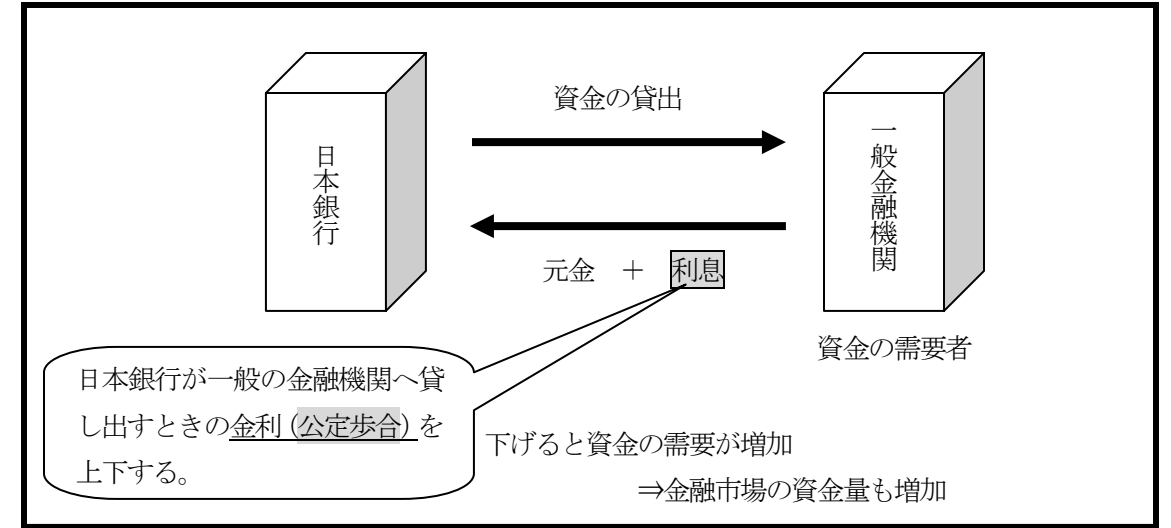 資金の貸出
日本銀行
一般金融機関
元金 + 利息
資金の需要者
日本銀行が一般の金融機関へ貸
し出すときの金利(公定歩合)を
上下する。
下げると資金の需要が増加
⇒金融市場の資金量も増加